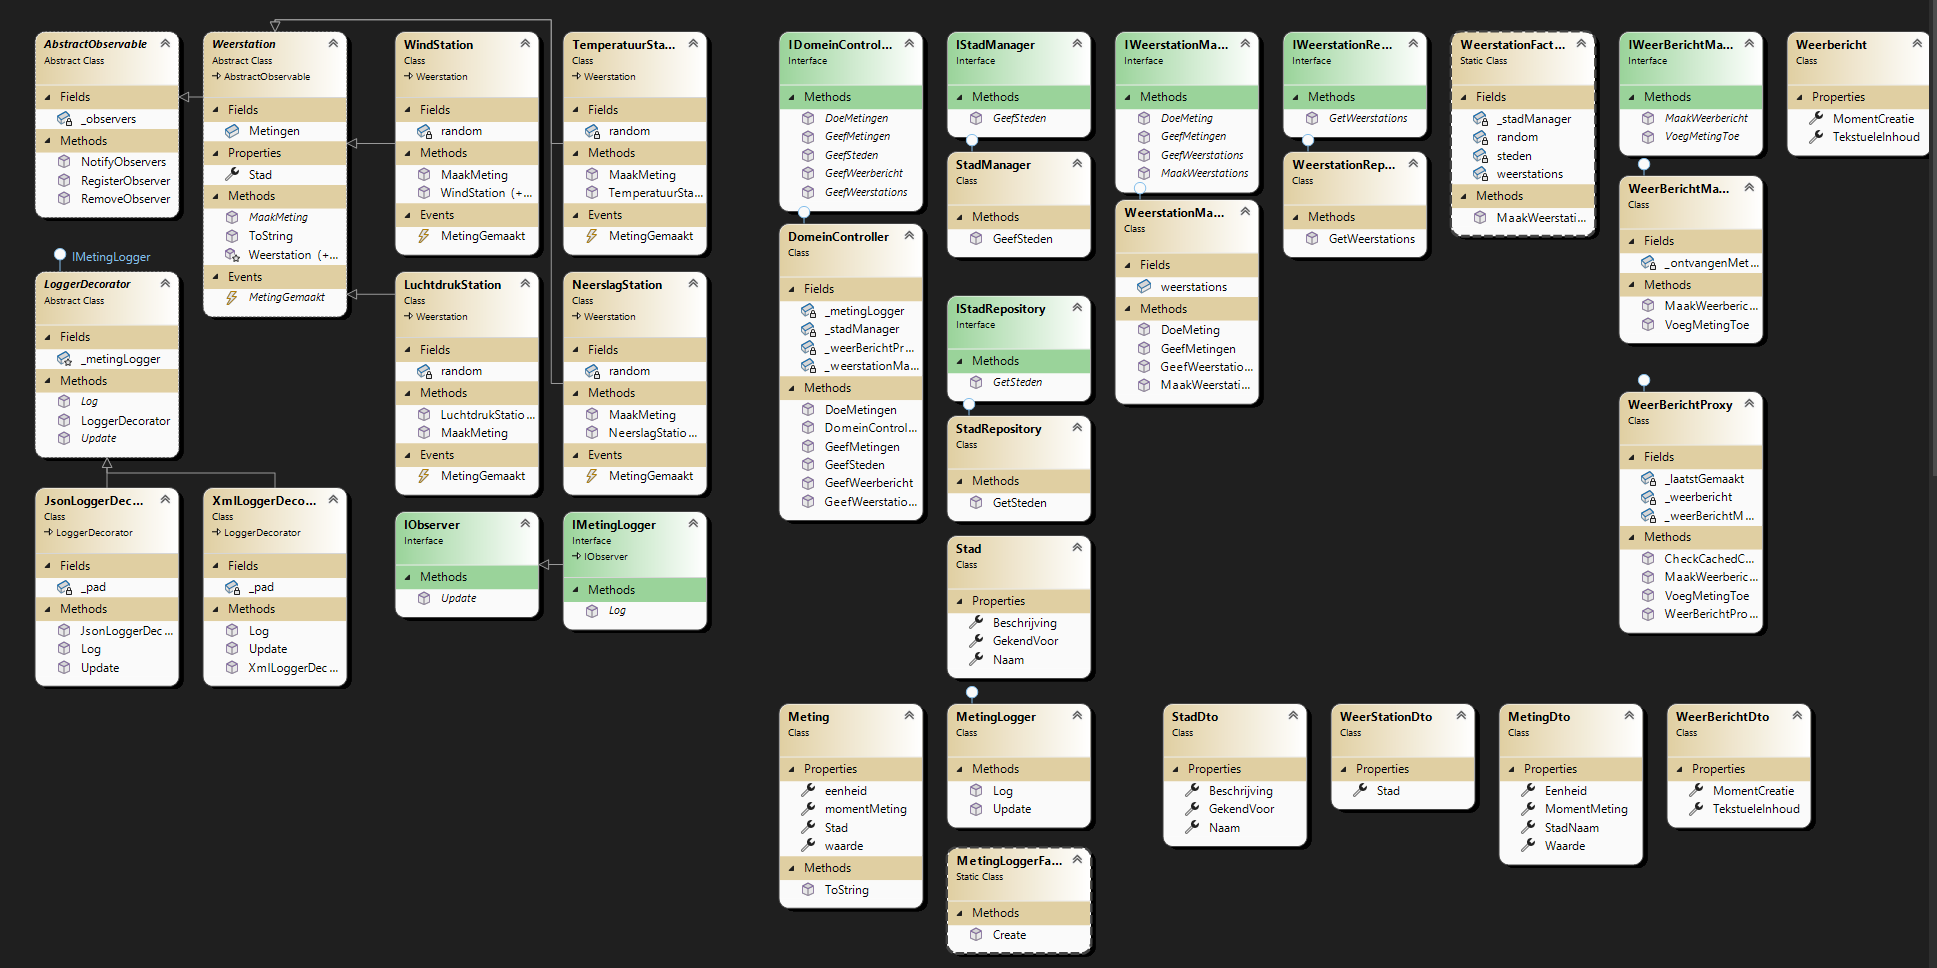 AbstractObservable
Abstract Class
Fields
_observers
Methods
NotifyObservers
RegisterObserver
RemoveObserver
Weerstation
Abstract Class
AbstractObservable
Fields
Metingen
Properties
Stad
Methods
MaakMeting
ToString
Weerstation (+...
Events
MetingGemaakt
WindStation
Class
Weerstation
Fields
random
Methods
MaakMeting
WindStation (+...
Events
MetingGemaakt
TemperatuurSta...
Class
Weerstation
Fields
random
Methods
MaakMeting
TemperatuurSta...
Events
MetingGemaakt
IMetingLogger
LoggerDecorator
Abstract Class
Fields
_metingLogger
Methods
Log
LoggerDecorator
Update
LuchtdrukStation
Class
Weerstation
Fields
random
Methods
LuchtdrukStatio...
MaakMeting
Events
MetingGemaakt
NeerslagStation
Class
Weerstation
Fields
random
Methods
MaakMeting
NeerslagStatio...
Events
MetingGemaakt
JsonLoggerDec...
Class
LoggerDecorator
Fields
_pad
Methods
JsonLoggerDec...
Log
Update
XmlLoggerDeco...
Class
LoggerDecorator
Fields
_pad
Methods
Log
Update
XmlLoggerDec...
IObserver
Interface
Methods
Update
IMetingLogger
Interface
IObserver
Methods
Log
IDomeinControl...
Interface
Methods
DoeMetingen
GeefMetingen
GeefSteden
GeefWeerbericht
GeefWeerstations
DomeinController
Class
Fields
_metingLogger
_stadManager
_weerBerichtPr...
_weerstationMa...
Methods
DoeMetingen
DomeinControl...
GeefMetingen
GeefSteden
GeefWeerbericht
GeefWeerstatio...
IStadManager
Interface
Methods
GeefSteden
StadManager
Class
Methods
GeefSteden
IStadRepository
Interface
Methods
GetSteden
StadRepository
Class
Methods
GetSteden
Stad
Class
Properties
Beschrijving
GekendVoor
Naam
IWeerstationMa...
Interface
Methods
DoeMeting
GeefMetingen
GeefWeerstations
MaakWeerstations
WeerstationMa...
Class
Fields
weerstations
Methods
DoeMeting
GeefMetingen
GeefWeerstatio...
MaakWeerstati...
IWeerstationRe...
Interface
Methods
GetWeerstations
WeerstationRep...
Class
Methods
GetWeerstations
WeerstationFact...
Static Class
Fields
_stadManager
random
steden
weerstations
Methods
MaakWeerstati...
IWeerBerichtMa...
Interface
Methods
MaakWeerbericht
VoegMetingToe
WeerBerichtMa...
Class
Fields
_ontvangenMet...
Methods
MaakWeerberic...
VoegMetingToe
WeerBerichtProxy
Class
Fields
_laatstGemaakt
_weerbericht
_weerBerichtM...
Methods
CheckCachedC...
MaakWeerberic...
VoegMetingToe
WeerBerichtPro...
Weerbericht
Class
Properties
MomentCreatie
TekstueleInhoud
Meting
Class
Properties
eenheid
momentMeting
Stad
waarde
Methods
ToString
MetingLogger
Class
Methods
Log
Update
MetingLoggerFa...
Static Class
Methods
Create
StadDto
Class
Properties
Beschrijving
GekendVoor
Naam
WeerStationDto
Class
Properties
Stad
MetingDto
Class
Properties
Eenheid
MomentMeting
StadNaam
Waarde
WeerBerichtDto
Class
Properties
MomentCreatie
TekstueleInhoud